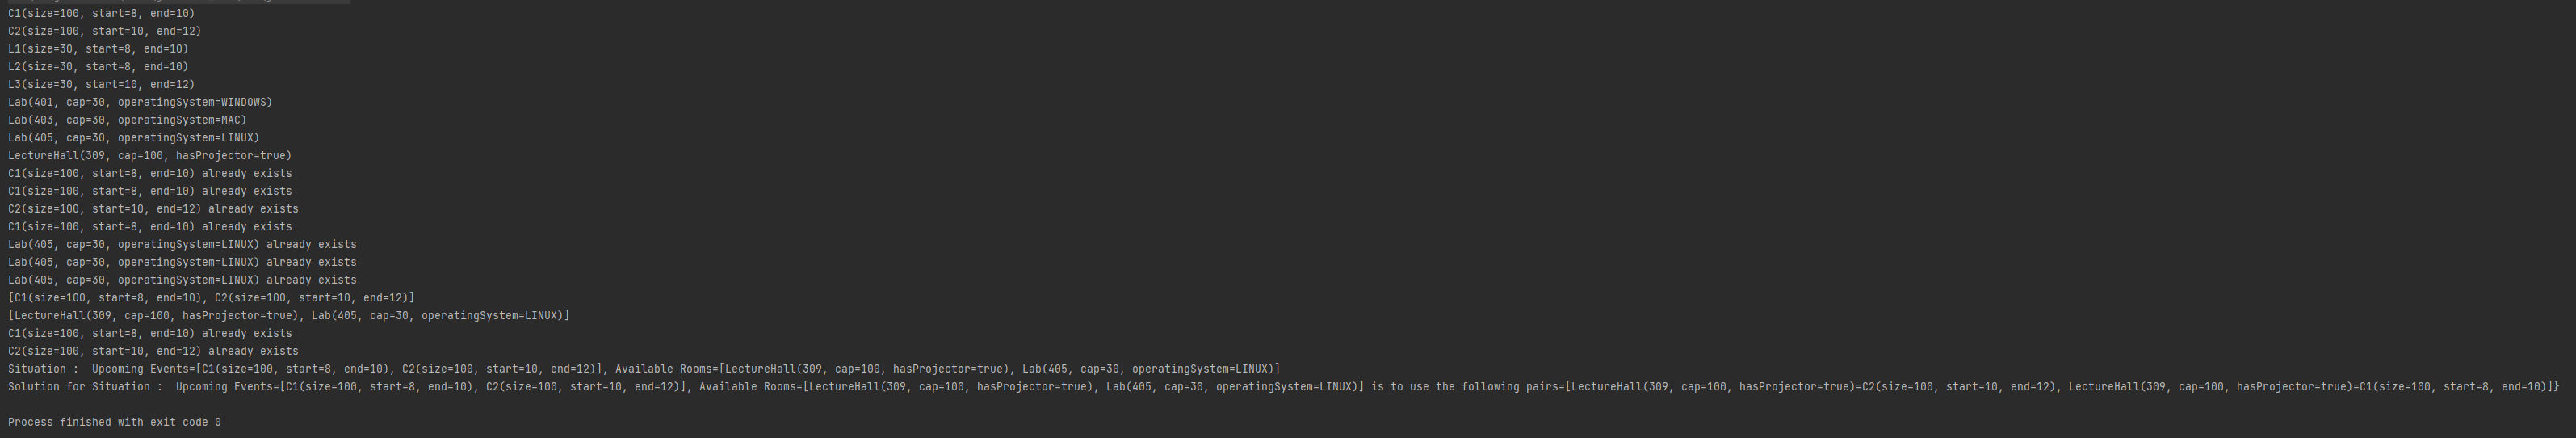 C1(size=100, start=8, end=10)
C2(size=100, start=10, end=12)
L1(size=30, start=8, end=10)
L2(size=30, start=8, end=10)
L3(size=30, start=10, end=12)
Lab(401, cap=30, operatingSystem=WINDOWS)
Lab(403, cap=30, operatingSystem=MAC)
Lab(405, cap=30, operatingSystem=LINUX)
LectureHall(309, cap=100, hasProjector=true)
C1(size=100, start=8, end=10) already exists
C1(size=100, start=8, end=10) already exists
C2(size=100, start=10, end=12) already exists
C1(size=100, start=8, end=10) already exists
Lab(405, cap=30, operatingSystem=LINUX) already exists
Lab(405, cap=30, operatingSystem=LINUX) already exists
Lab(405, cap=30, operatingSystem=LINUX) already exists
[C1(size=100, start=8, end=10), C2(size=100, start=10, end=12)]
[LectureHall(309, cap=100, hasProjector=true), Lab(405, cap=30, operatingSystem=LINUX)]
C1(size=100, start=8, end=10) already exists
C2(size=100, start=10, end=12) already exists
Situation :  Upcoming Events=[C1(size=100, start=8, end=10), C2(size=100, start=10, end=12)], Available Rooms=[LectureHall(309, cap=100, hasProjector=true), Lab(405, cap=30, operatingSystem=LINUX)]
Solution for Situation :  Upcoming Events=[C1(size=100, start=8, end=10), C2(size=100, start=10, end=12)], Available Rooms=[LectureHall(309, cap=100, hasProjector=true), Lab(405, cap=30, operatingSystem=LINUX)] is to use the following pairs=[LectureHall(309, cap=100, hasProjector=true)=C2(size=100, start=10, end=12), LectureHall(309, cap=100, hasProjector=true)=C1(size=100, start=8, end=10)]}
Process finished with exit code 0